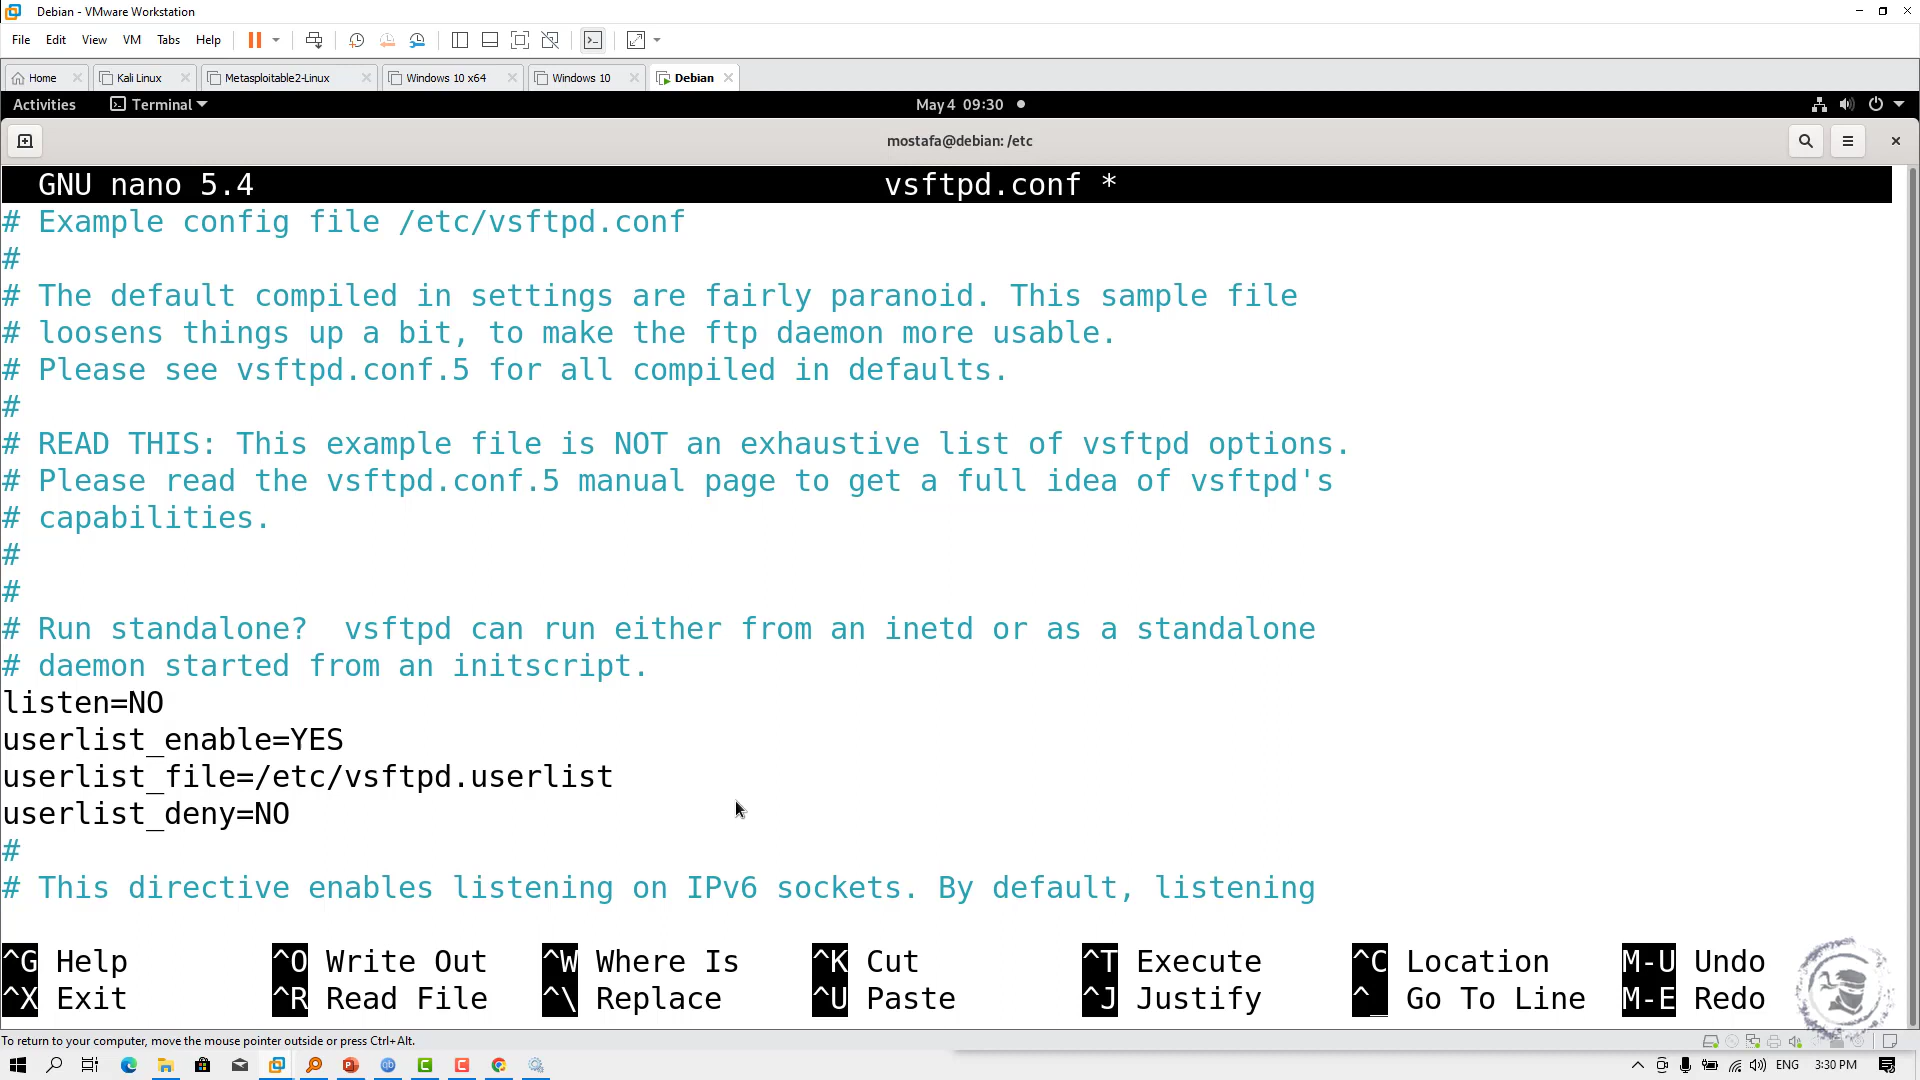 Debian - VMware Workstation
File Edit View VM Tabs Help
Home Kali Linux Metasploitable2-Linux Windows 10 x64 Windows 10 Debian
Activities Terminal May 4 09:30
mostafa@debian: /etc
GNU nano 5.4 vsftpd.conf *
# Example config file /etc/vsftpd.conf
#
# The default compiled in settings are fairly paranoid. This sample file
# loosens things up a bit, to make the ftp daemon more usable.
# Please see vsftpd.conf.5 for all compiled in defaults.
#
# READ THIS: This example file is NOT an exhaustive list of vsftpd options.
# Please read the vsftpd.conf.5 manual page to get a full idea of vsftpd's
# capabilities.
#
#
# Run standalone?  vsftpd can run either from an inetd or as a standalone
# daemon started from an initscript.
listen=NO
userlist_enable=YES
userlist_file=/etc/vsftpd.userlist
userlist_deny=NO
#
# This directive enables listening on IPv6 sockets. By default, listening
^G Help ^O Write Out ^W Where Is ^K Cut ^T Execute ^C Location M-U Undo
^X Exit ^R Read File ^\ Replace ^U Paste ^J Justify ^_ Go To Line M-E Redo
To return to your computer, move the mouse pointer outside or press Ctrl+Alt.
ENG 3:30 PM